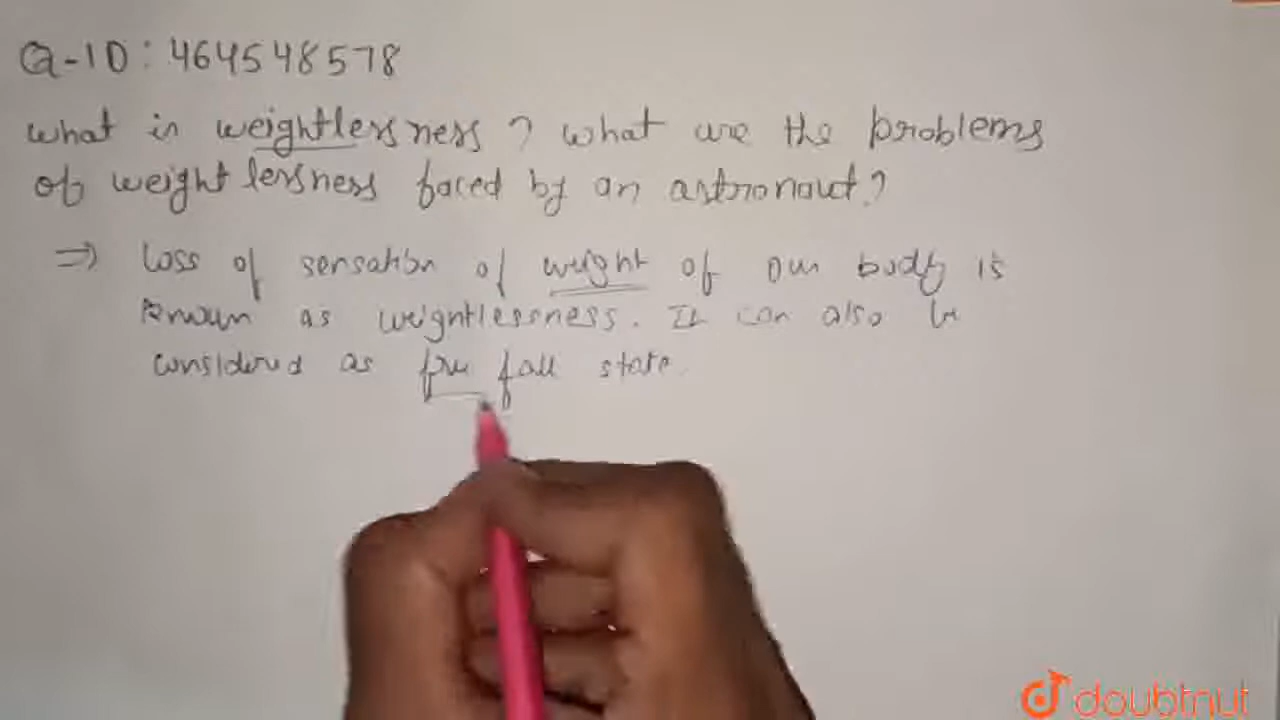 Q-ID: 464548578
what is weightlessness? what are the problems
of weightlessness faced by an astronaut?
⇒ Loss of sensation of weight of our body is
known as weightlessness. It can also be
considered as free fall state.
doubtnut